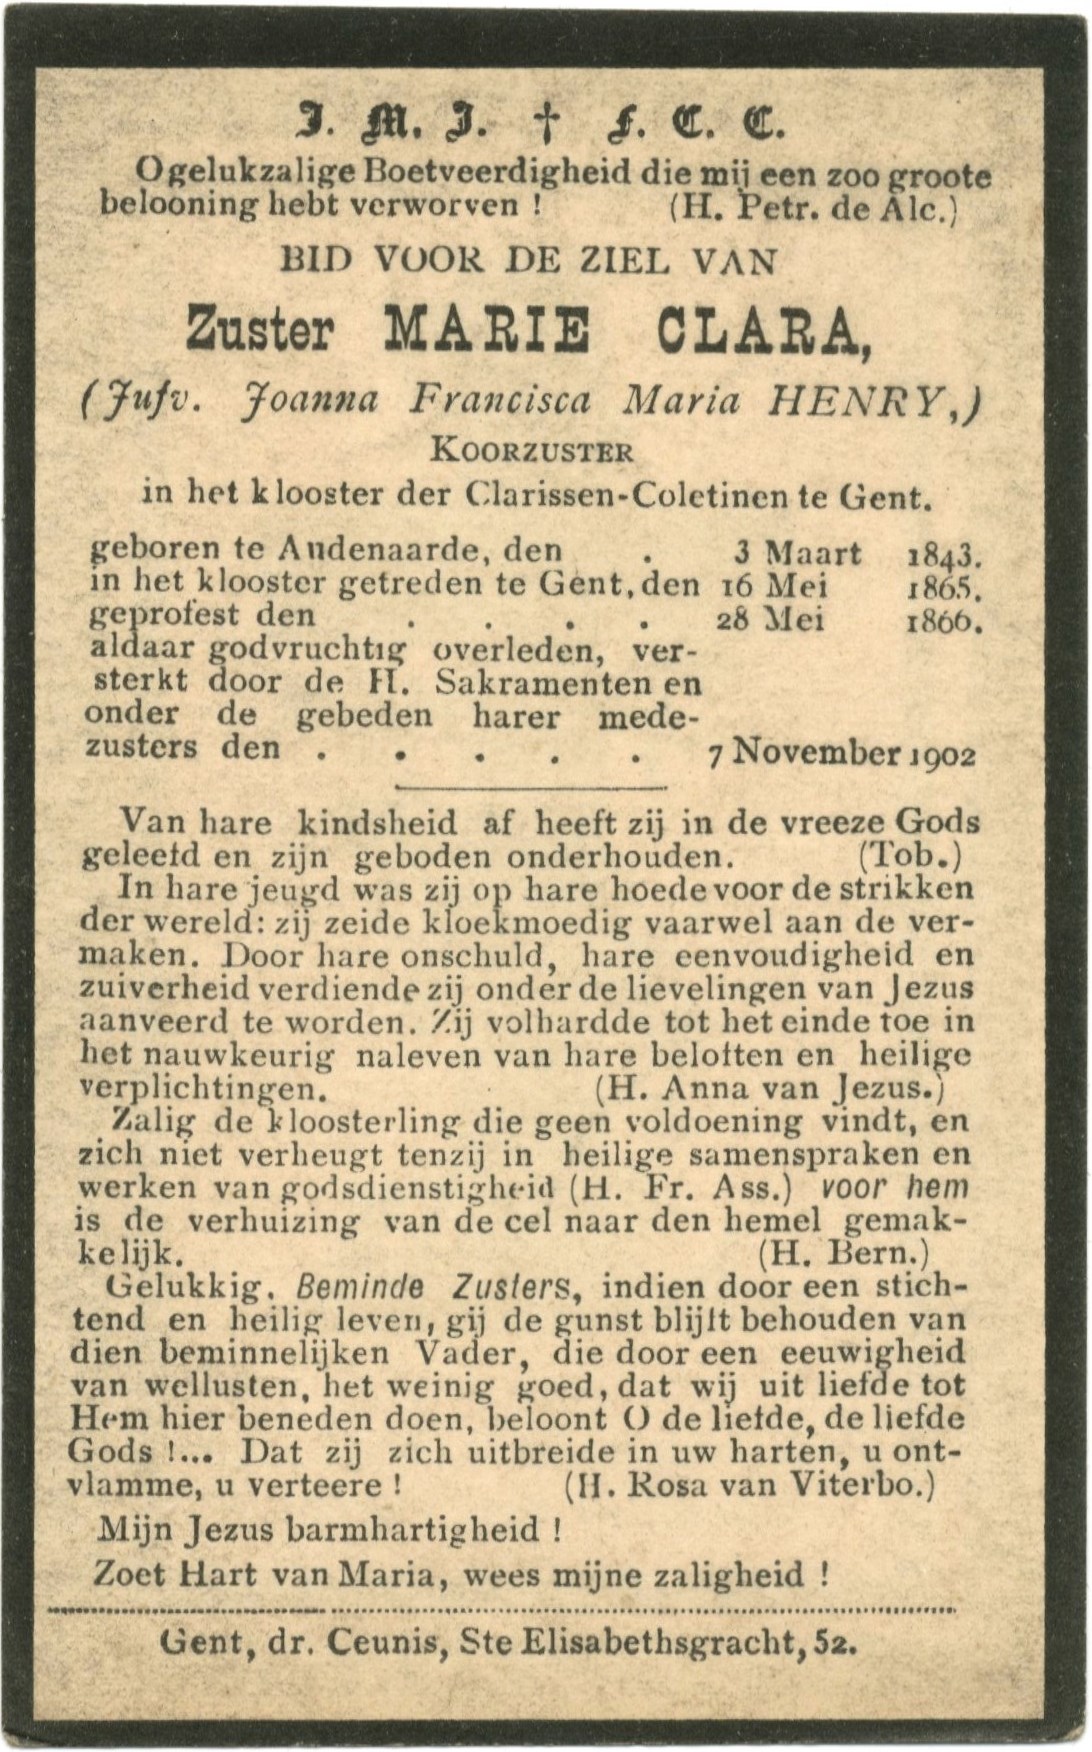 J. M. J. † F. C. C.
O gelukzalige Boetveerdigheid die mij een zoo groote
belooning hebt verworven ! (H. Petr. de Alc.)
BID VOOR DE ZIEL VAN
Zuster MARIE CLARA,
(Jufv. Joanna Francisca Maria HENRY,)
KOORZUSTER
in het klooster der Clarissen-Coletinen te Gent.
geboren te Audenaarde, den . 3 Maart 1843.
in het klooster getreden te Gent, den 16 Mei 1865.
geprofest den . . . . 28 Mei 1866.
aldaar godvruchtig overleden, ver-
sterkt door de H. Sakramenten en
onder de gebeden harer mede-
zusters den . . . . . 7 November 1902
Van hare kindsheid af heeft zij in de vreeze Gods
geleefd en zijn geboden onderhouden. (Tob.)
In hare jeugd was zij op hare hoede voor de strikken
der wereld: zij zeide kloekmoedig vaarwel aan de ver-
maken. Door hare onschuld, hare eenvoudigheid en
zuiverheid verdiende zij onder de lievelingen van Jezus
aanveerd te worden. Zij volhardde tot het einde toe in
het nauwkeurig naleven van hare beloften en heilige
verplichtingen. (H. Anna van Jezus.)
Zalig de kloosterling die geen voldoening vindt, en
zich niet verheugt tenzij in heilige samenspraken en
werken van godsdienstigheid (H. Fr. Ass.) voor hem
is de verhuizing van de cel naar den hemel gemak-
kelijk. (H. Bern.)
Gelukkig. Beminde Zusters, indien door een stich-
tend en heilig leven, gij de gunst blijft behouden van
dien beminnelijken Vader, die door een eeuwigheid
van wellusten, het weinig goed, dat wij uit liefde tot
Hem hier beneden doen, beloont O de liefde, de liefde
Gods !... Dat zij zich uitbreide in uw harten, u ont-
vlamme, u verteere ! (H. Rosa van Viterbo.)
Mijn Jezus barmhartigheid !
Zoet Hart van Maria, wees mijne zaligheid !
Gent, dr. Ceunis, Ste Elisabethsgracht, 52.